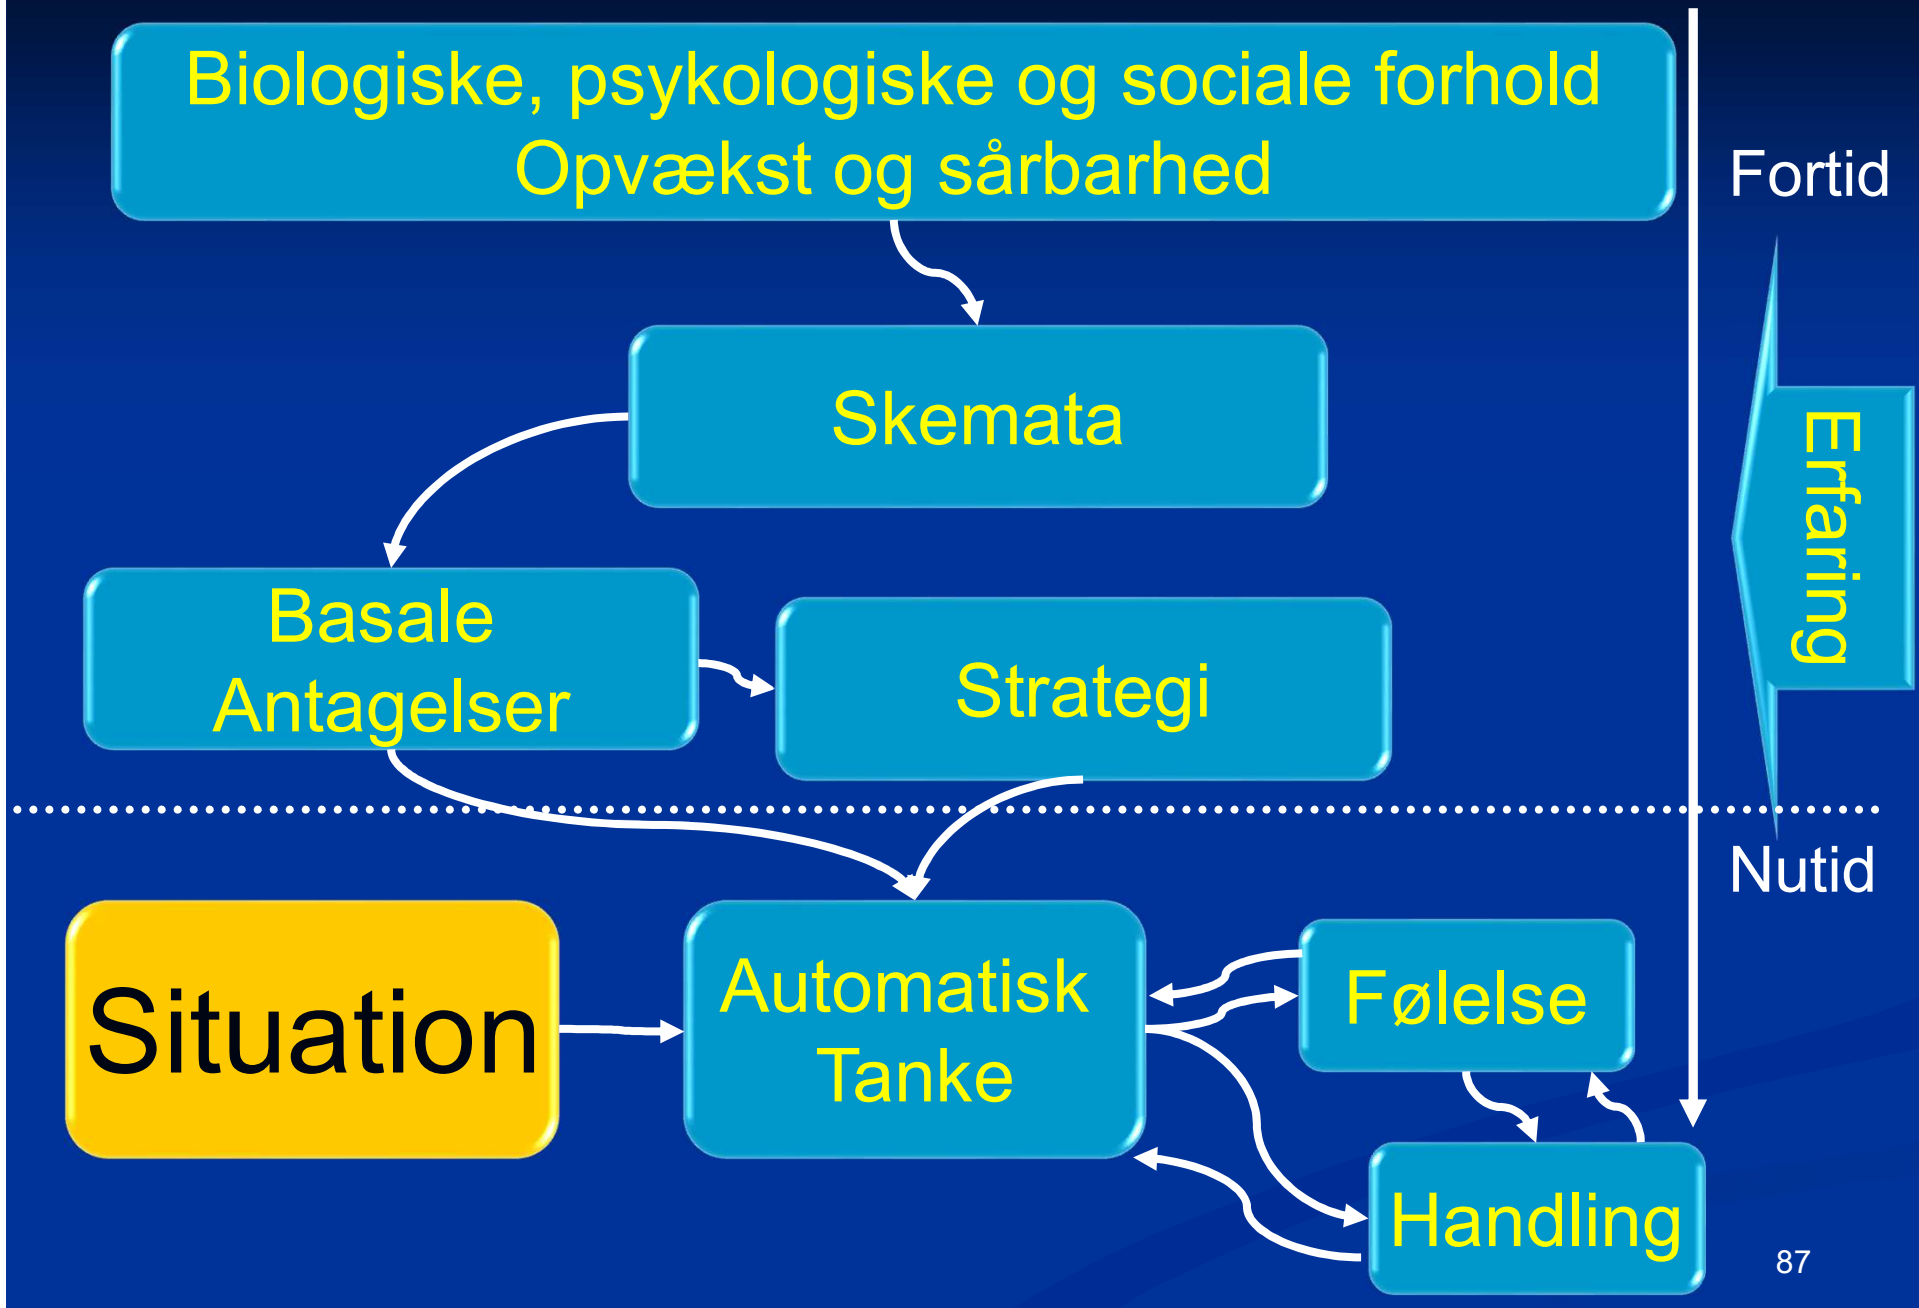 Biologiske, psykologiske og sociale forhold
Opvækst og sårbarhed
Fortid
Skemata
Erfaring
Basale
Antagelser
Strategi
Nutid
Situation
Automatisk
Tanke
Følelse
Handling
87